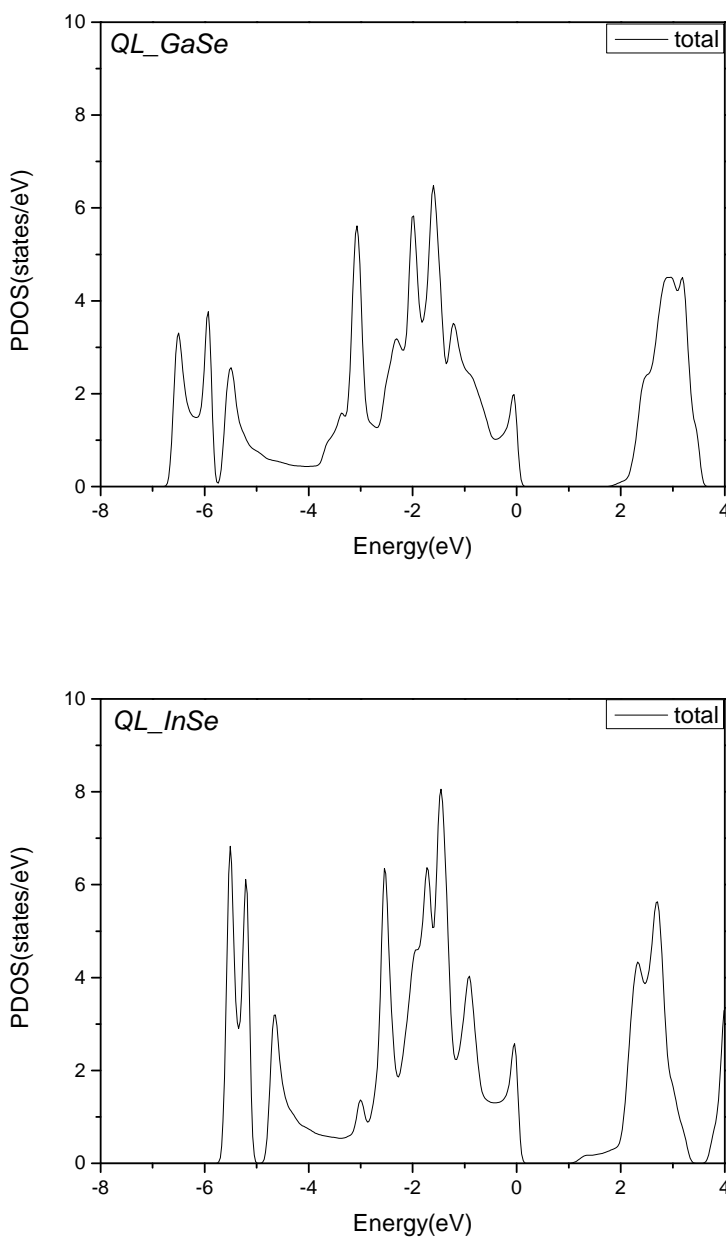 QL_GaSe
total
10
8
6
4
2
0
PDOS(states/eV)
-8 -6 -4 -2 0 2 4
Energy(eV)
QL_InSe
total
10
8
6
4
2
0
PDOS(states/eV)
-8 -6 -4 -2 0 2 4
Energy(eV)